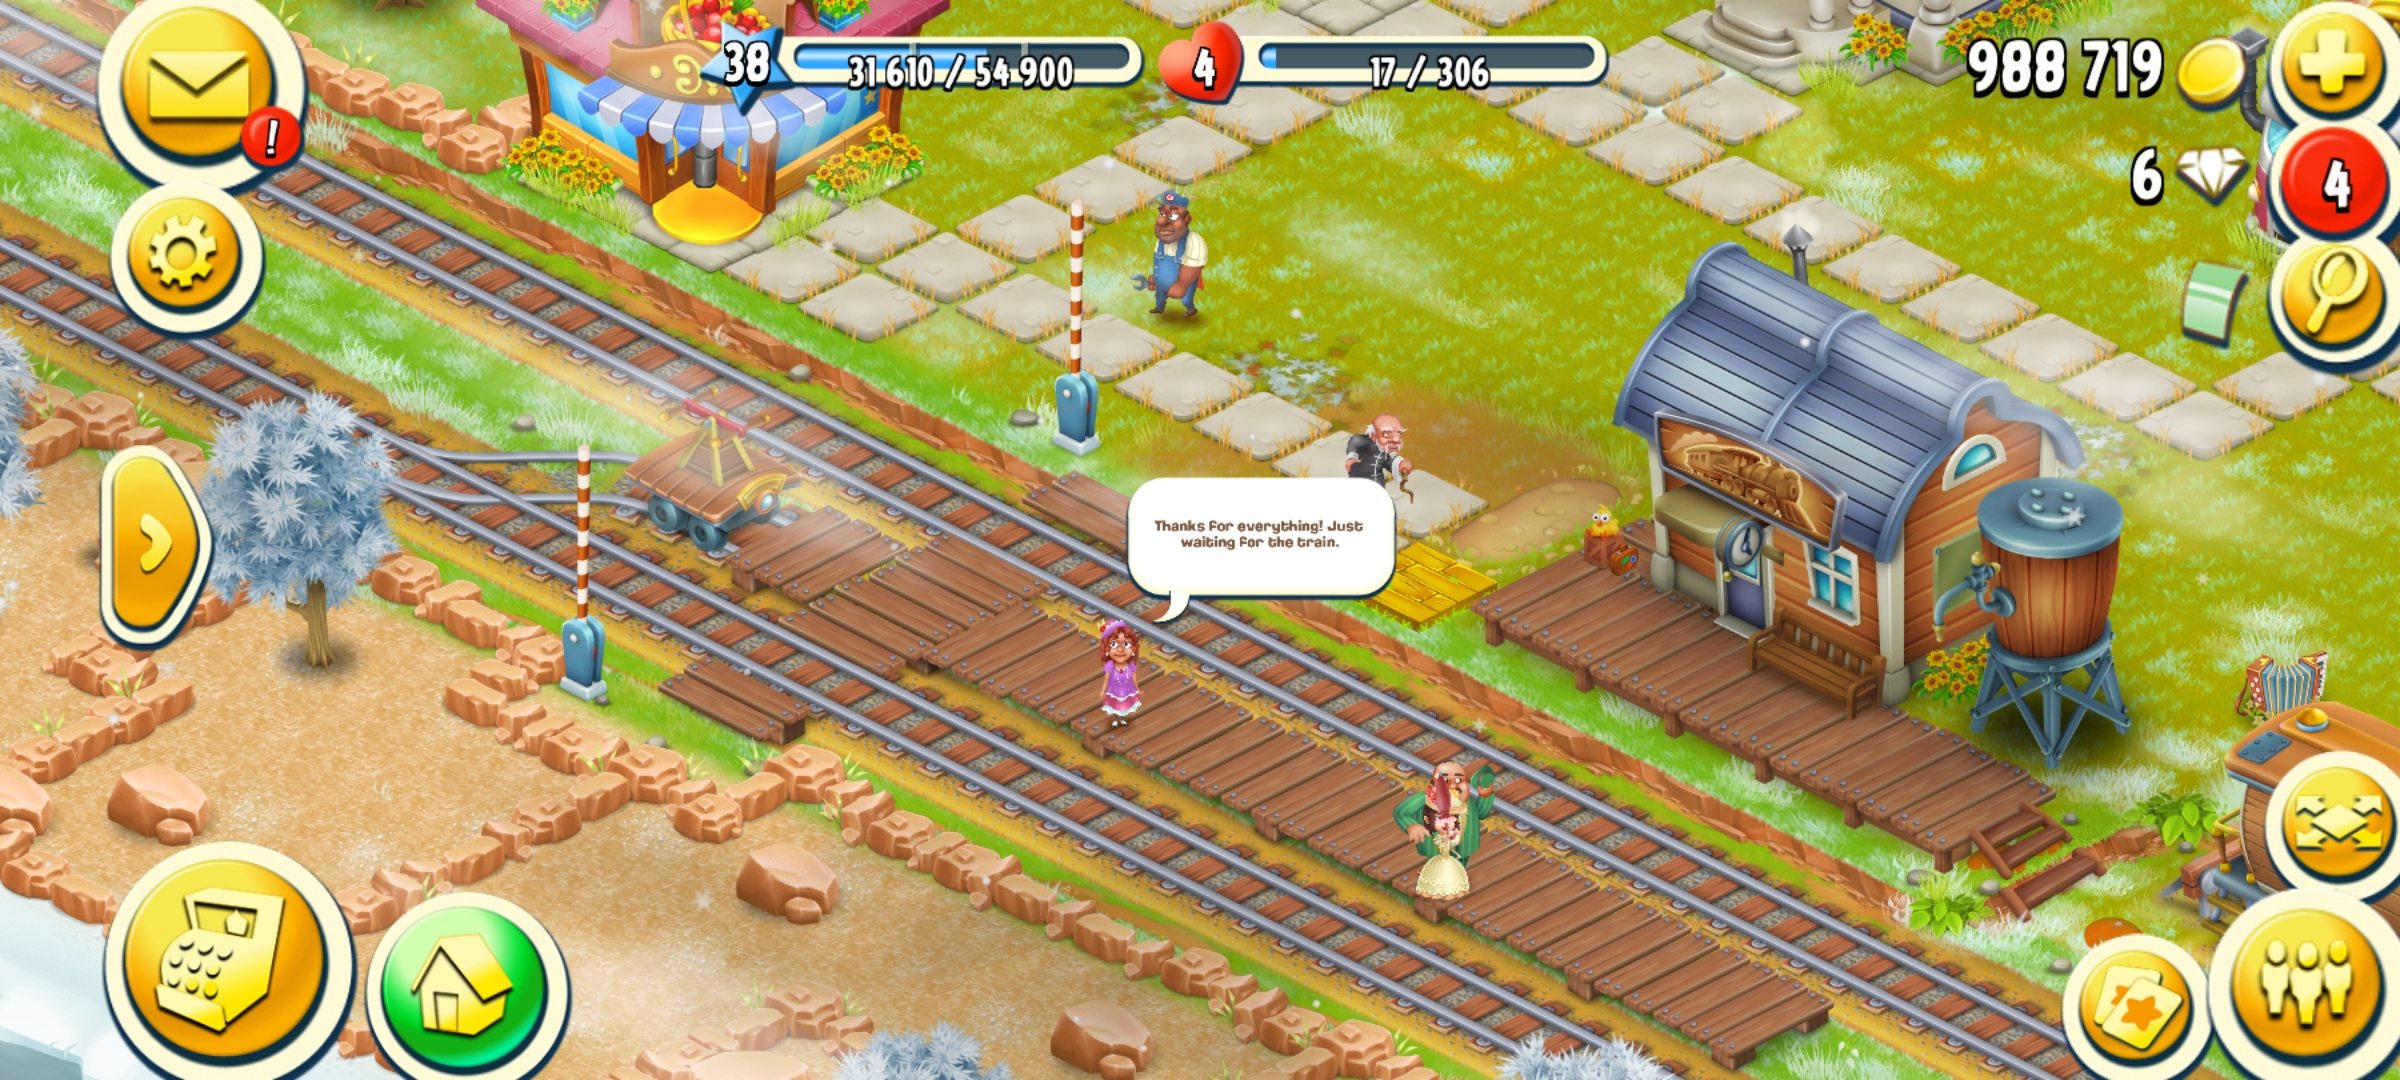 38
31 610 / 54 900
4
17 / 306
988 719
6
4
!
Thanks for everything! Just
waiting for the train.